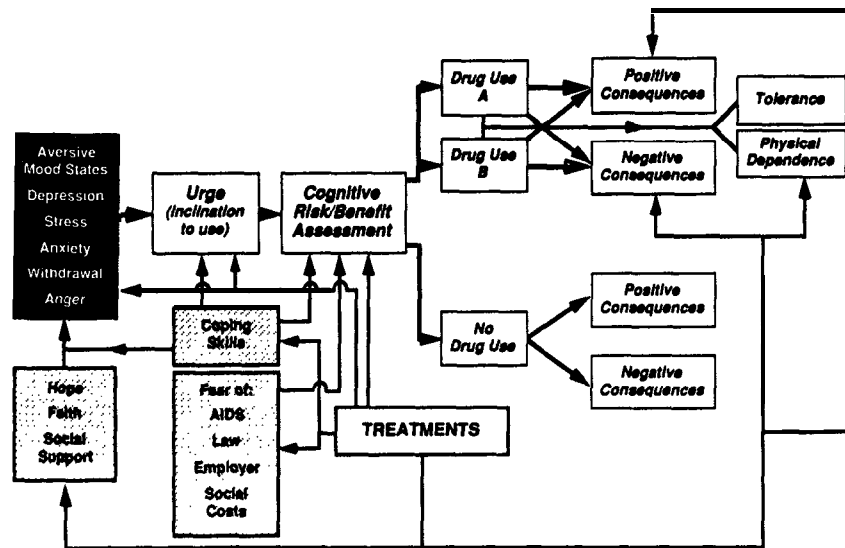 Aversive
Mood States
Depression
Stress
Anxiety
Withdrawal
Anger
Urge
(Inclination
to use)
Cognitive
Risk/Benefit
Assessment
Drug Use
A
Drug Use
B
Positive
Consequences
Negative
Consequences
Tolerance
Physical
Dependence
No
Drug Use
Positive
Consequences
Negative
Consequences
Coping
Skills
Hope
Faith
Social
Support
Fear of:
AIDS
Law
Employer
Social
Costs
TREATMENTS